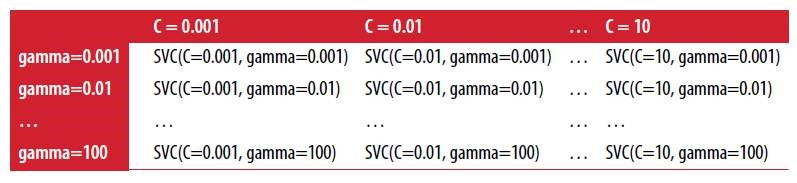 C = 0.001 C = 0.01 … C = 10
gamma=0.001 SVC(C=0.001, gamma=0.001) SVC(C=0.01, gamma=0.001) … SVC(C=10, gamma=0.001)
gamma=0.01 SVC(C=0.001, gamma=0.01) SVC(C=0.01, gamma=0.01) … SVC(C=10, gamma=0.01)
… … … … …
gamma=100 SVC(C=0.001, gamma=100) SVC(C=0.01, gamma=100) … SVC(C=10, gamma=100)